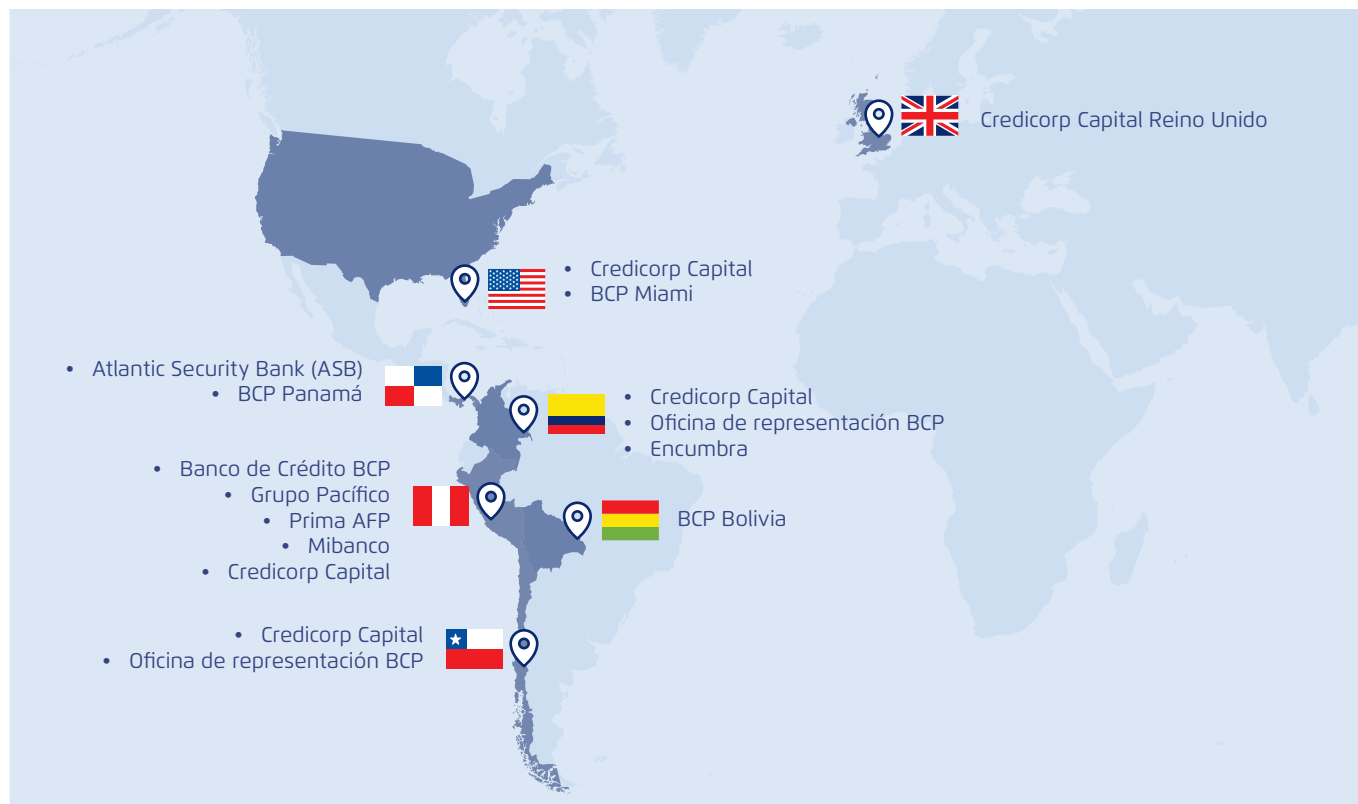 Credicorp Capital Reino Unido
• Credicorp Capital
• BCP Miami
• Atlantic Security Bank (ASB)
• BCP Panamá
• Credicorp Capital
• Oficina de representación BCP
• Encumbra
• Banco de Crédito BCP
• Grupo Pacífico
• Prima AFP
• Mibanco
• Credicorp Capital
BCP Bolivia
• Credicorp Capital
• Oficina de representación BCP